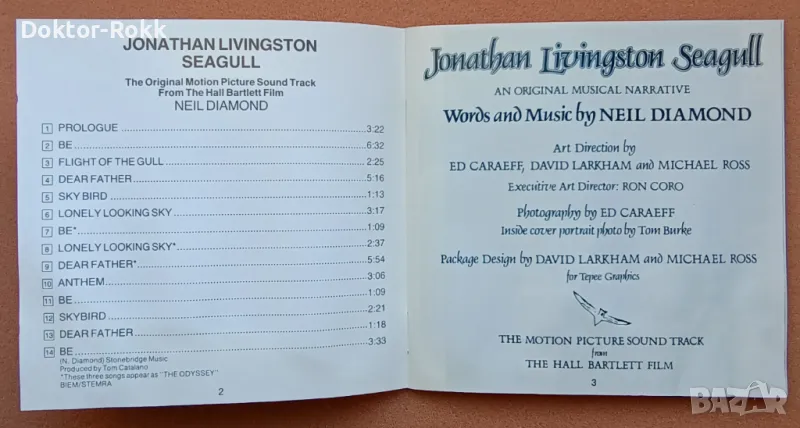 Doktor-Rokk
JONATHAN LIVINGSTON
SEAGULL
The Original Motion Picture Sound Track
From The Hall Bartlett Film
NEIL DIAMOND
1 PROLOGUE 3:22
2 BE 6:32
3 FLIGHT OF THE GULL 2:25
4 DEAR FATHER 5:16
5 SKY BIRD 1:13
6 LONELY LOOKING SKY 3:17
7 BE* 1:09
8 LONELY LOOKING SKY* 2:37
9 DEAR FATHER* 5:54
10 ANTHEM 3:06
11 BE 1:09
12 SKYBIRD 2:21
13 DEAR FATHER 1:18
14 BE 3:33
(N. Diamond) Stonebridge Music
Produced by Tom Catalano
*These three songs appear as "THE ODYSSEY"
BIEM/STEMRA
2
Jonathan Livingston Seagull
AN ORIGINAL MUSICAL NARRATIVE
Words and Music by NEIL DIAMOND
Art Direction by
ED CARAEFF, DAVID LARKHAM and MICHAEL ROSS
Executive Art Director: RON CORO
Photography by ED CARAEFF
Inside cover portrait photo by Tom Burke
Package Design by DAVID LARKHAM and MICHAEL ROSS
for Tepee Graphics
THE MOTION PICTURE SOUND TRACK
from
THE HALL BARTLETT FILM
3
BAZAR